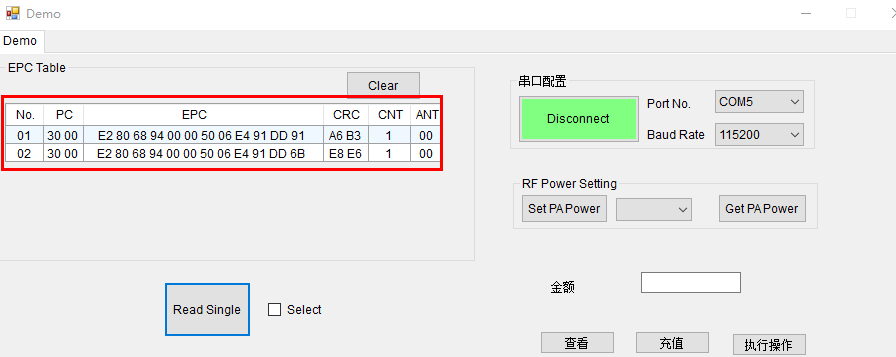 Demo
Demo
EPC Table
Clear
No. PC EPC CRC CNT ANT
01 30 00 E2 80 68 94 00 00 50 06 E4 91 DD 91 A6 B3 1 00
02 30 00 E2 80 68 94 00 00 50 06 E4 91 DD 6B E8 E6 1 00
Read Single
Select
串口配置
Disconnect
Port No. COM5
Baud Rate 115200
RF Power Setting
Set PA Power
Get PA Power
金额
查看
充值
执行操作